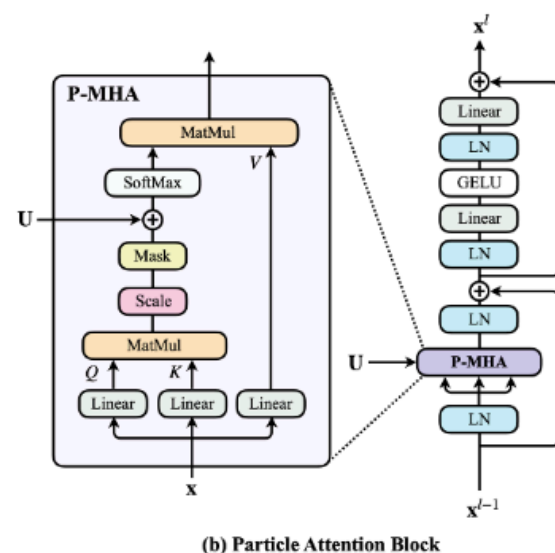 P-MHA
MatMul
V
SoftMax
U
+
Mask
Scale
MatMul
Q
K
Linear
Linear
Linear
x
x^l
+
Linear
LN
GELU
Linear
LN
+
LN
U
P-MHA
LN
x^{l-1}
(b) Particle Attention Block